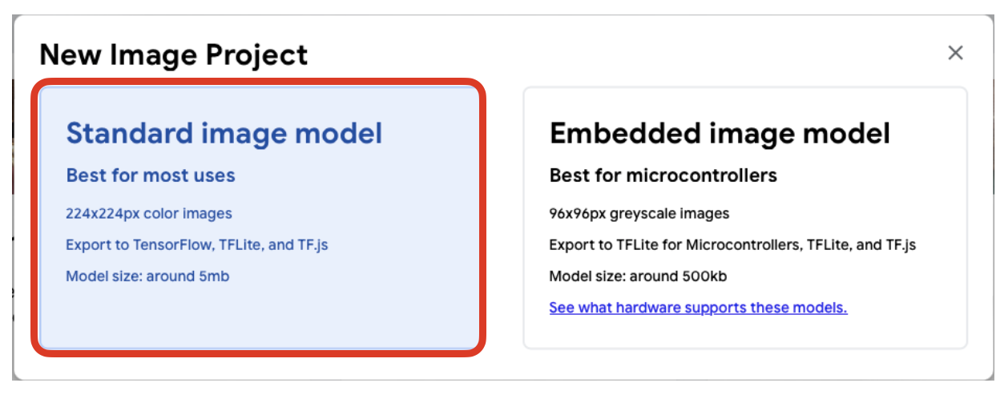 New Image Project
Standard image model
Best for most uses
224x224px color images
Export to TensorFlow, TFLite, and TF.js
Model size: around 5mb
Embedded image model
Best for microcontrollers
96x96px greyscale images
Export to TFLite for Microcontrollers, TFLite, and TF.js
Model size: around 500kb
See what hardware supports these models.